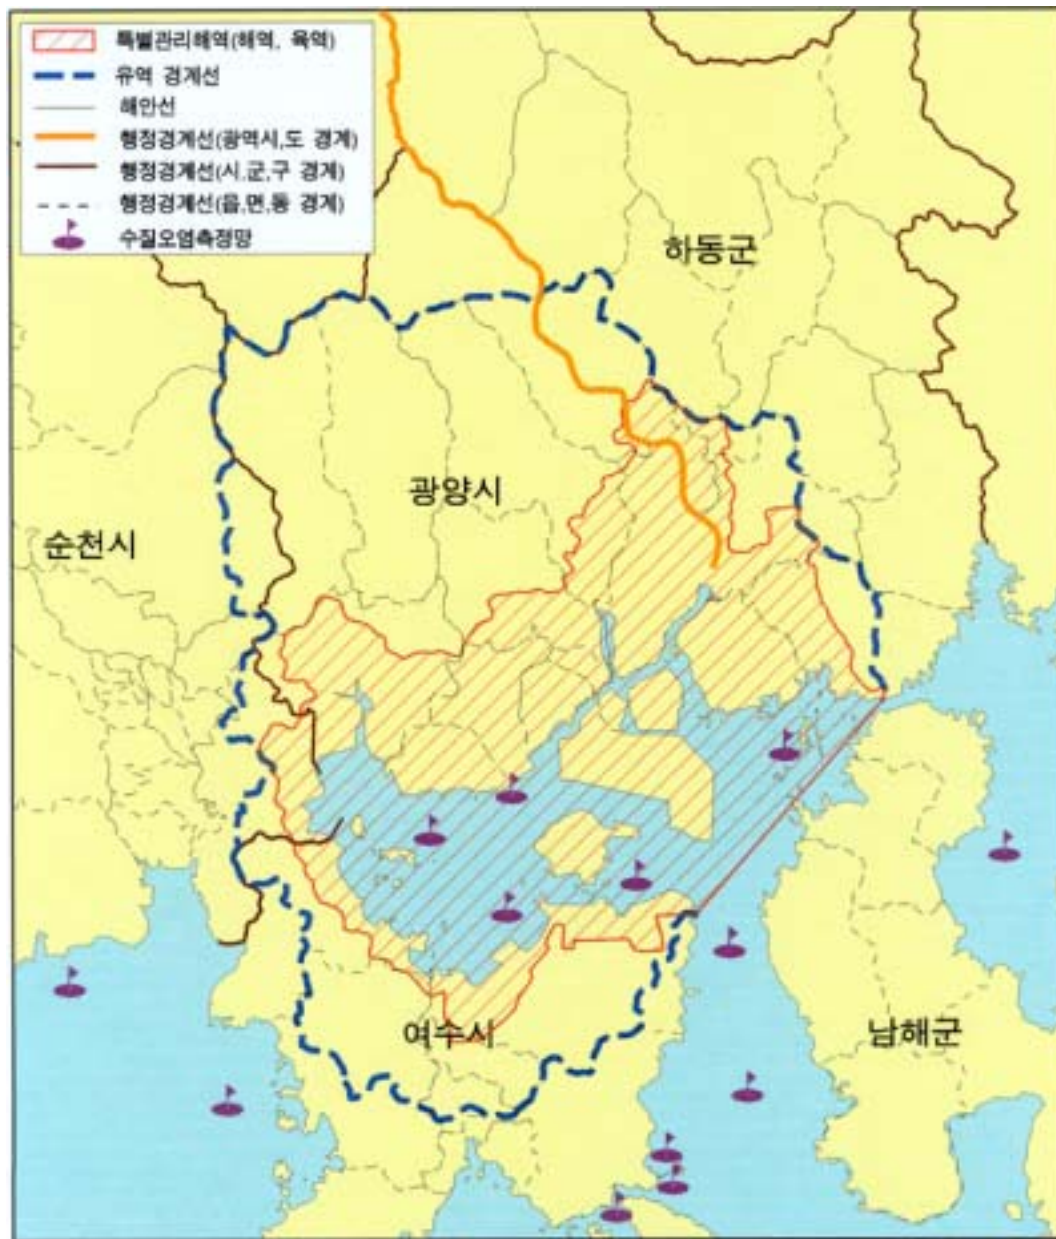 특별관리해역(해역, 육역)
유역 경계선
해안선
행정경계선(광역시,도 경계)
행정경계선(시.군,구 경계)
행정경계선(읍,면,동 경계)
수질오염측정망
하동군
광양시
순천시
여수시
남해군